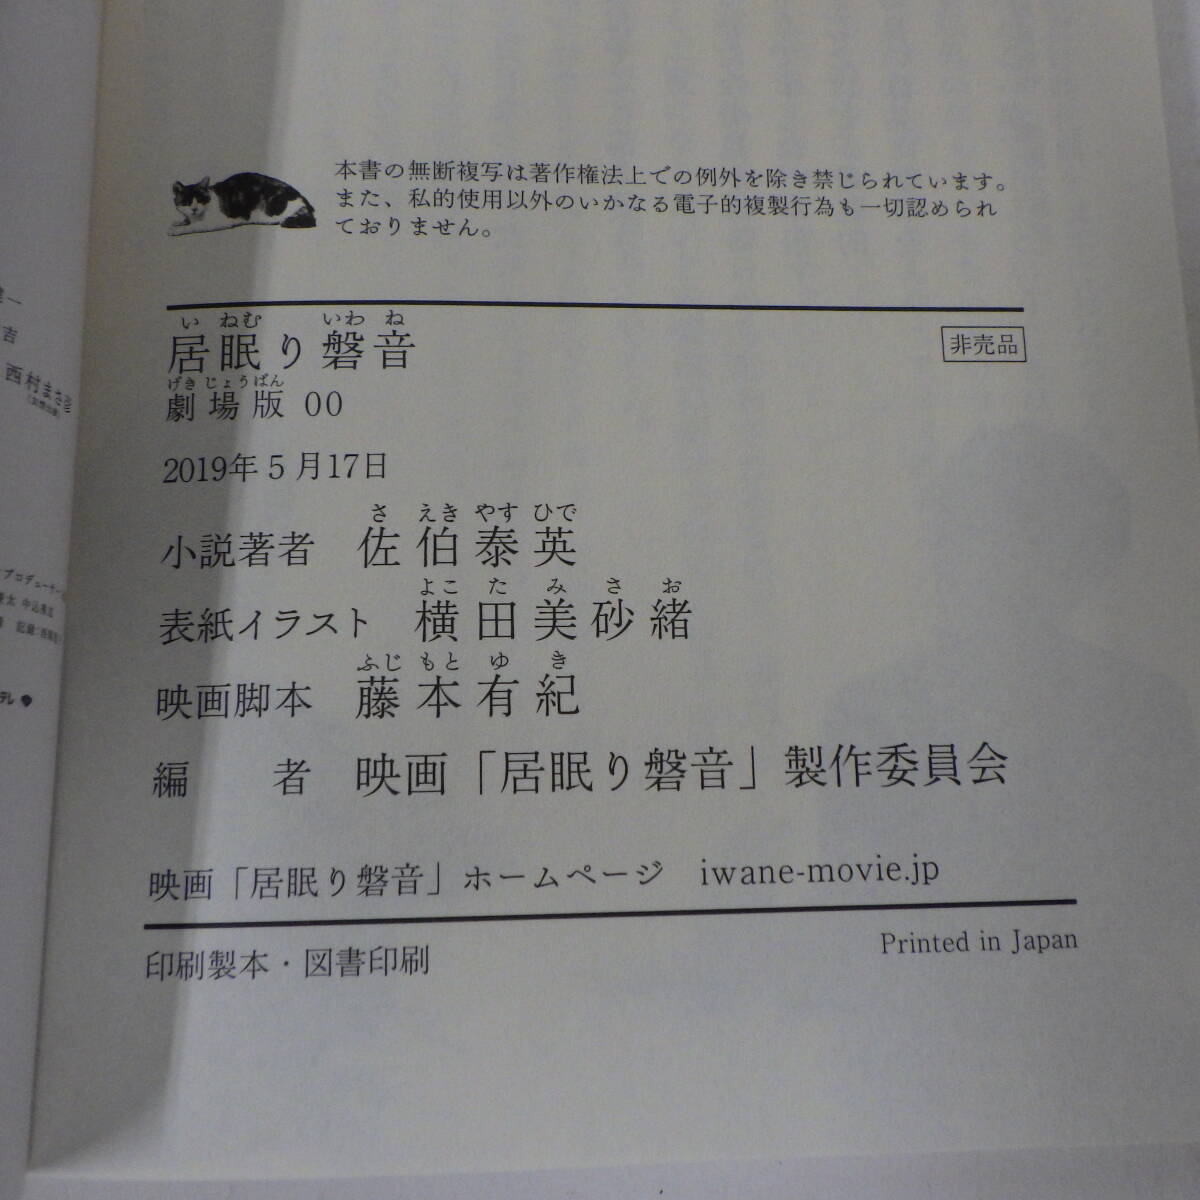 本書の無断複写は著作権法上での例外を除き禁じられています。
また、私的使用以外のいかなる電子的複製行為も一切認められ
ておりません。
いねむ いわね
居眠り磐音
非売品
げきじょうばん
劇場版 00
2019年5月17日
さ えき やす ひで
小説著者 佐伯泰英
よこ た み さ お
表紙イラスト 横田美砂緒
ふじ もと ゆ き
映画脚本 藤本有紀
編 者 映画「居眠り磐音」製作委員会
映画「居眠り磐音」ホームページ iwane-movie.jp
印刷製本・図書印刷
Printed in Japan
吉
西村まさ彦
プロデューサー
テレ